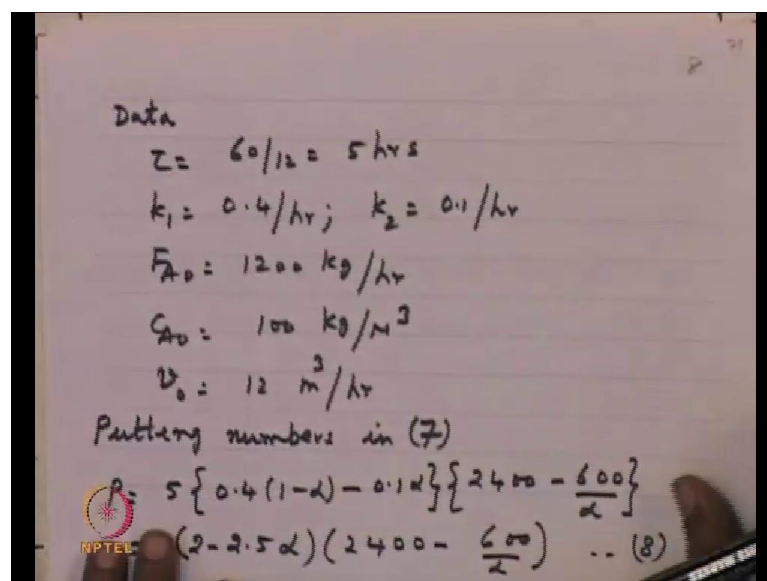 8 71
Data
τ = 60/12 = 5 hrs
k₁ = 0.4/hr; k₂ = 0.1/hr
F_A0 = 1200 kg/hr
C_A0 = 100 kg/M³
v₀ = 12 m³/hr
Putting numbers in (7)
P = 5{0.4(1-α) - 0.1α}{2400 - 600/α}
(2-2.5α)(2400 - 600/α) .. (8)
NPTEL